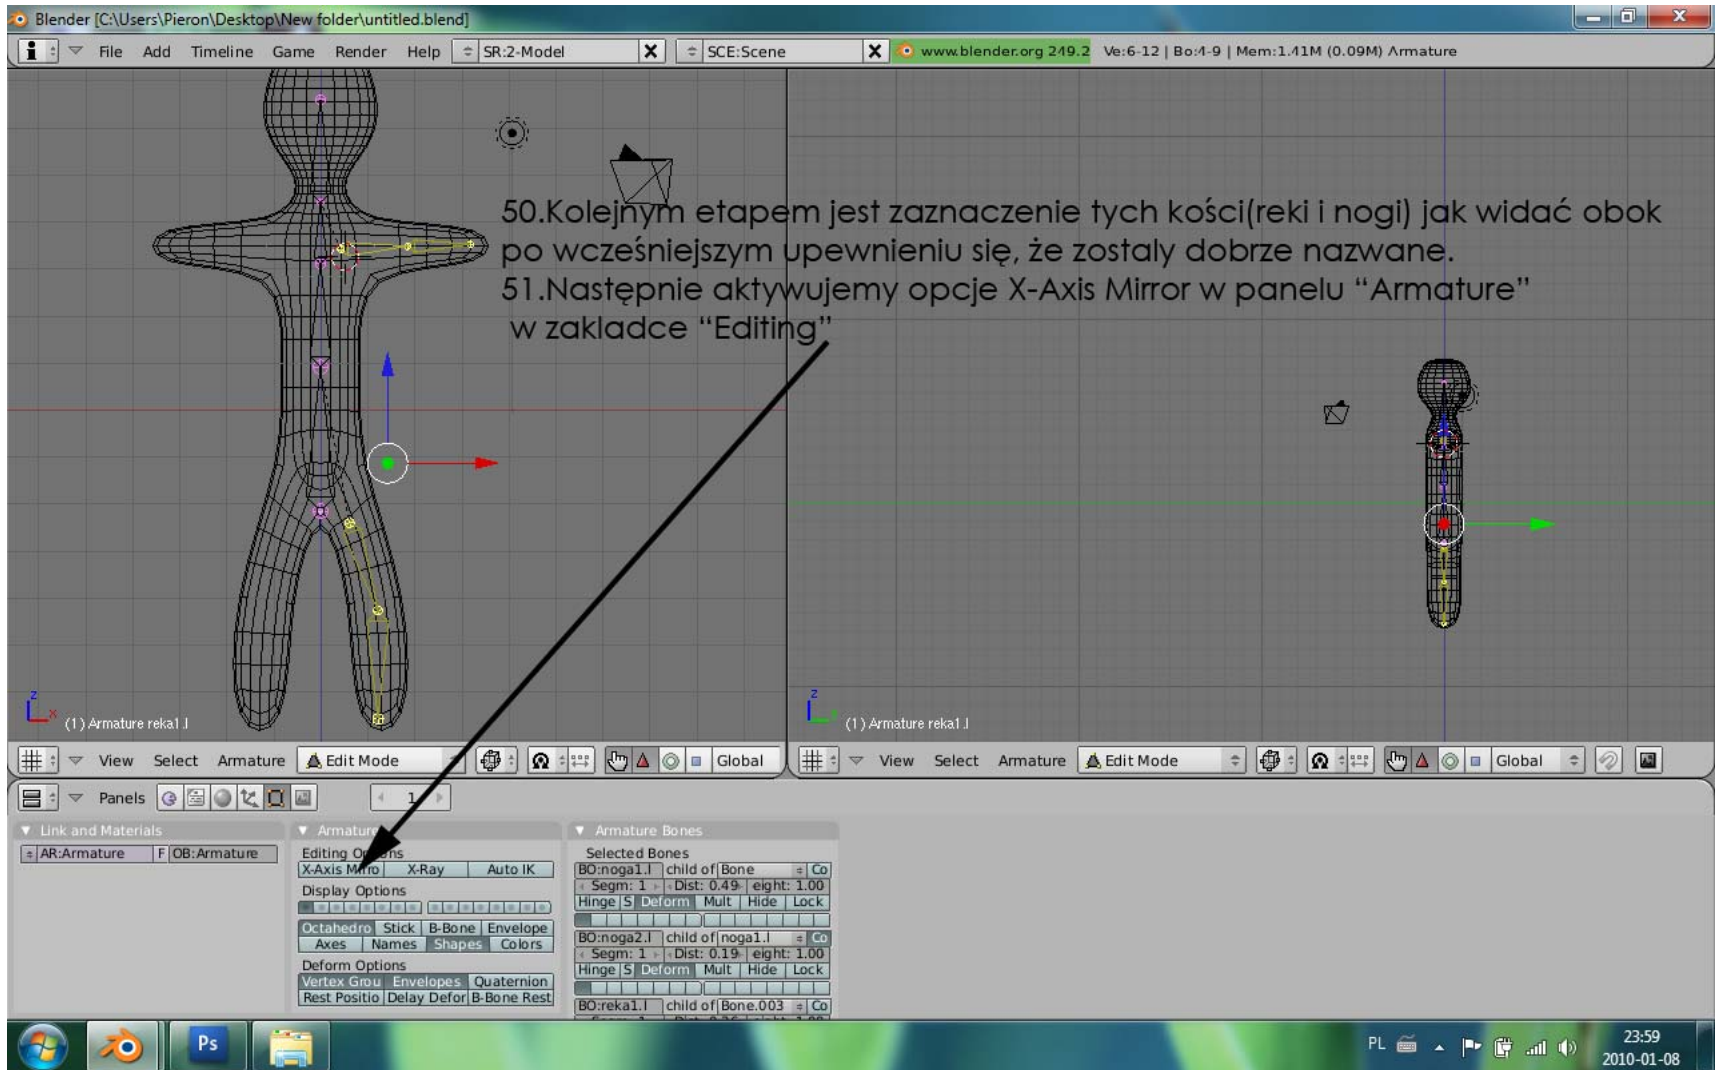 Blender [C:\Users\Pieron\Desktop\New folder\untitled.blend]
File Add Timeline Game Render Help SR:2-Model X SCE:Scene X www.blender.org 249.2 Ve:6-12 | Bo:4-9 | Mem:1.41M (0.09M) Armature
50.Kolejnym etapem jest zaznaczenie tych kości(reki i nogi) jak widać obok
po wcześniejszym upewnieniu się, że zostaly dobrze nazwane.
51.Następnie aktywujemy opcje X-Axis Mirror w panelu “Armature”
w zakladce “Editing”
z
x
(1) Armature reka1.l
z
(1) Armature reka1.l
View Select Armature Edit Mode Global
View Select Armature Edit Mode Global
Panels 1
Link and Materials
AR:Armature F OB:Armature
Armature
Editing Options
X-Axis Mirro X-Ray Auto IK
Display Options
Octahedro Stick B-Bone Envelope
Axes Names Shapes Colors
Deform Options
Vertex Grou Envelopes Quaternion
Rest Positio Delay Defor B-Bone Rest
Armature Bones
Selected Bones
BO:noga1.l child of Bone Co
Segm: 1 Dist: 0.49 eight: 1.00
Hinge S Deform Mult Hide Lock
BO:noga2.l child of noga1.l Co
Segm: 1 Dist: 0.19 eight: 1.00
Hinge S Deform Mult Hide Lock
BO:reka1.l child of Bone.003 Co
Ps
PL
23:59
2010-01-08